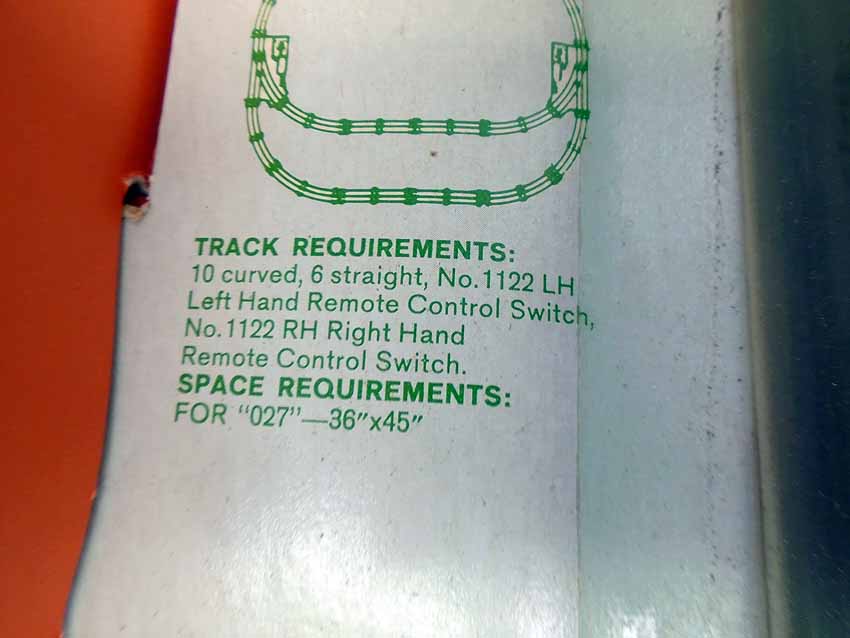 TRACK REQUIREMENTS:
10 curved, 6 straight, No.1122 LH
Left Hand Remote Control Switch,
No.1122 RH Right Hand
Remote Control Switch.
SPACE REQUIREMENTS:
FOR “027”—36″x45″